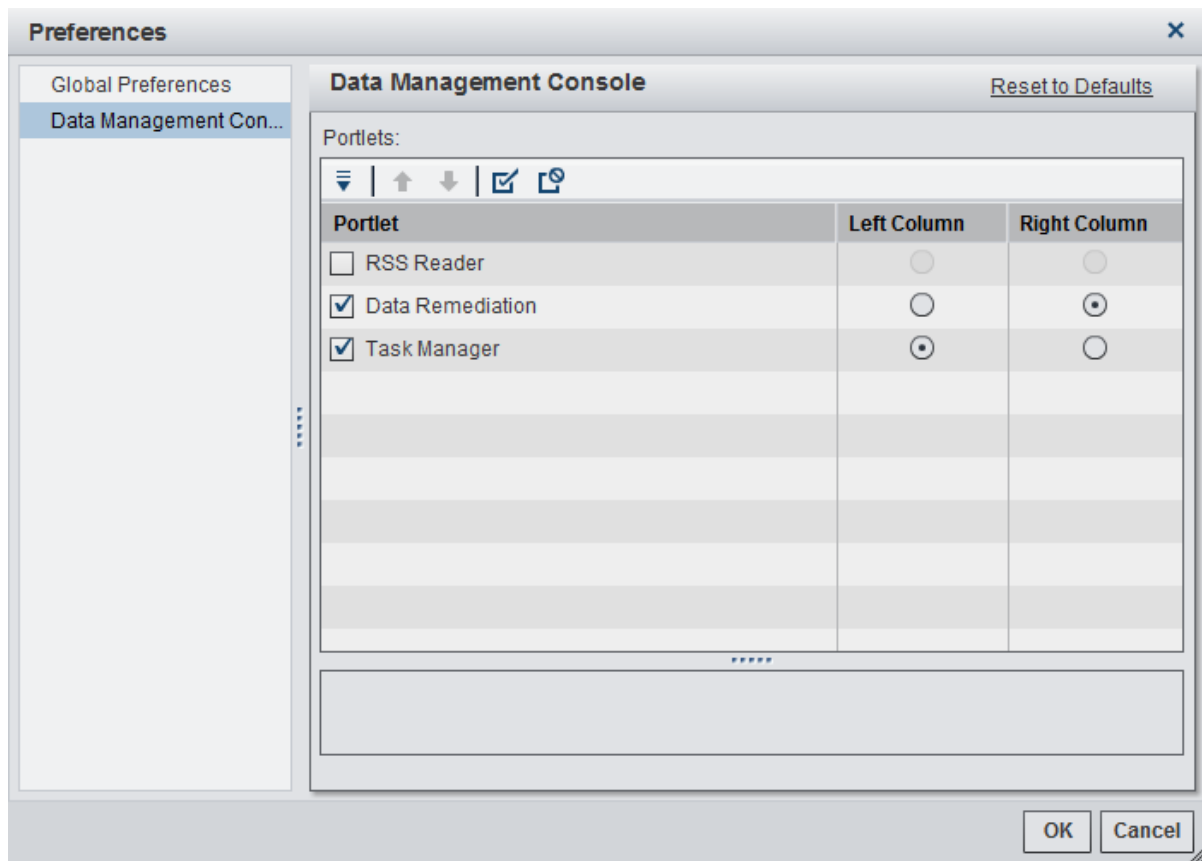 Preferences
Global Preferences
Data Management Con...
Data Management Console
Reset to Defaults
Portlets:
Portlet Left Column Right Column
RSS Reader
Data Remediation
Task Manager
OK Cancel